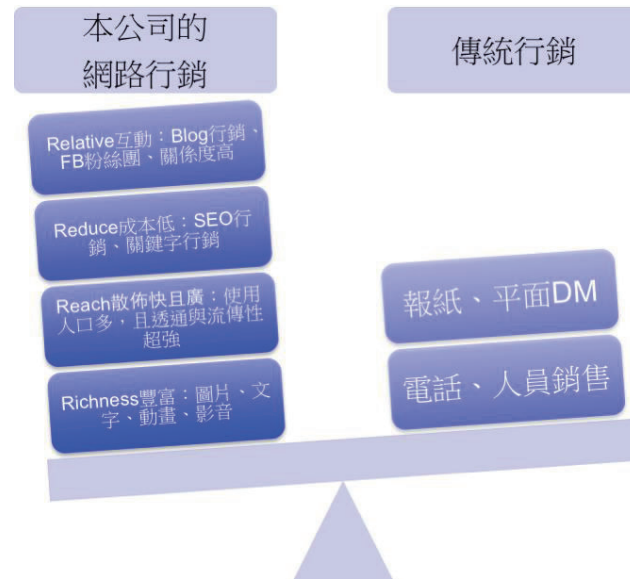 本公司的
網路行銷
傳統行銷
Relative互動：Blog行銷、
FB粉絲團、關係度高
Reduce成本低：SEO行
銷、關鍵字行銷
Reach散佈快且廣：使用
人口多，且透通與流傳性
超強
Richness豐富：圖片、文
字、動畫、影音
報紙、平面DM
電話、人員銷售